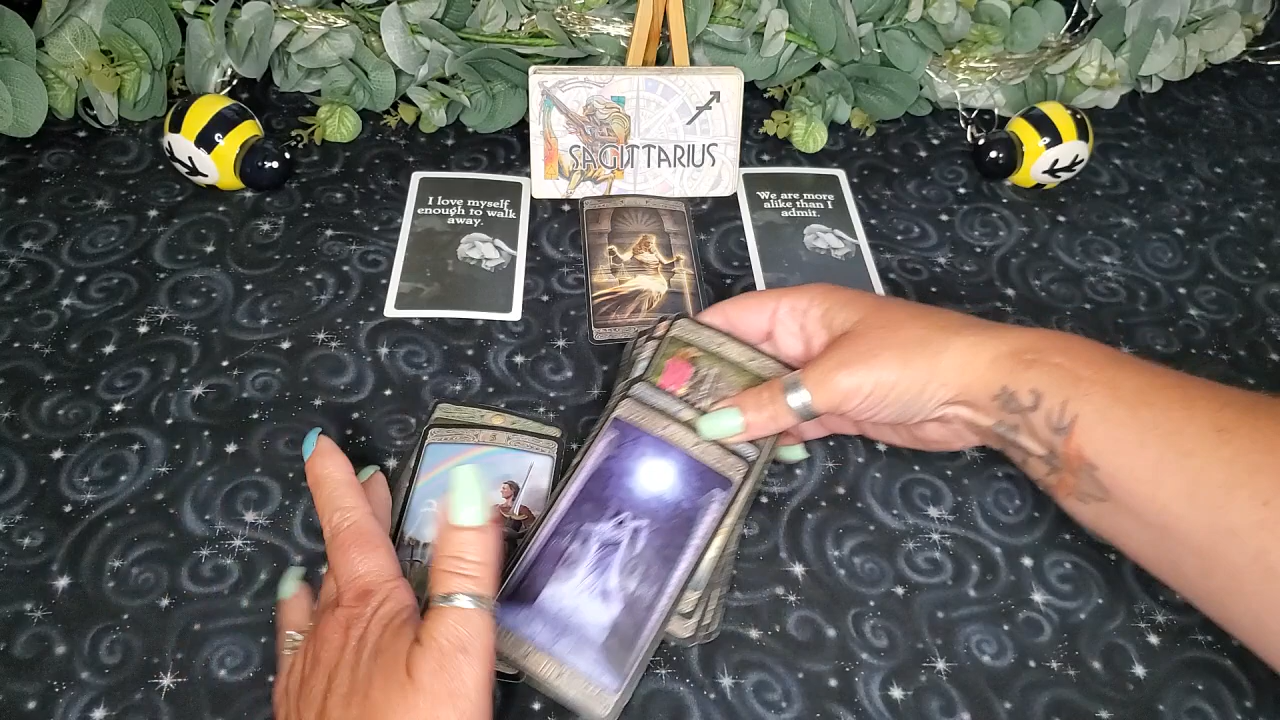 SAGITTARIUS
I love myself
enough to walk
away.
We are more
alike than I
admit.